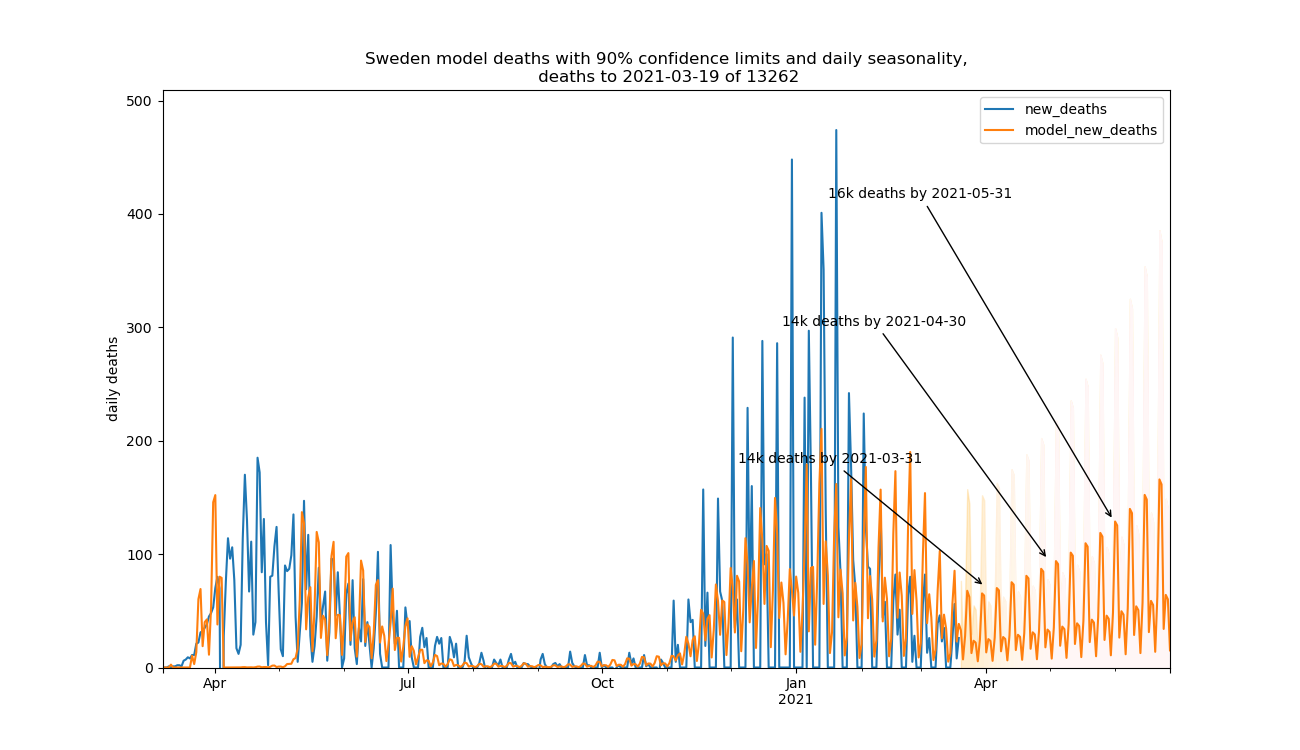 Sweden model deaths with 90% confidence limits and daily seasonality,
deaths to 2021-03-19 of 13262
new_deaths
model_new_deaths
500
400
300
200
100
0
daily deaths
16k deaths by 2021-05-31
14k deaths by 2021-04-30
14k deaths by 2021-03-31
Apr
Jul
Oct
Jan
2021
Apr